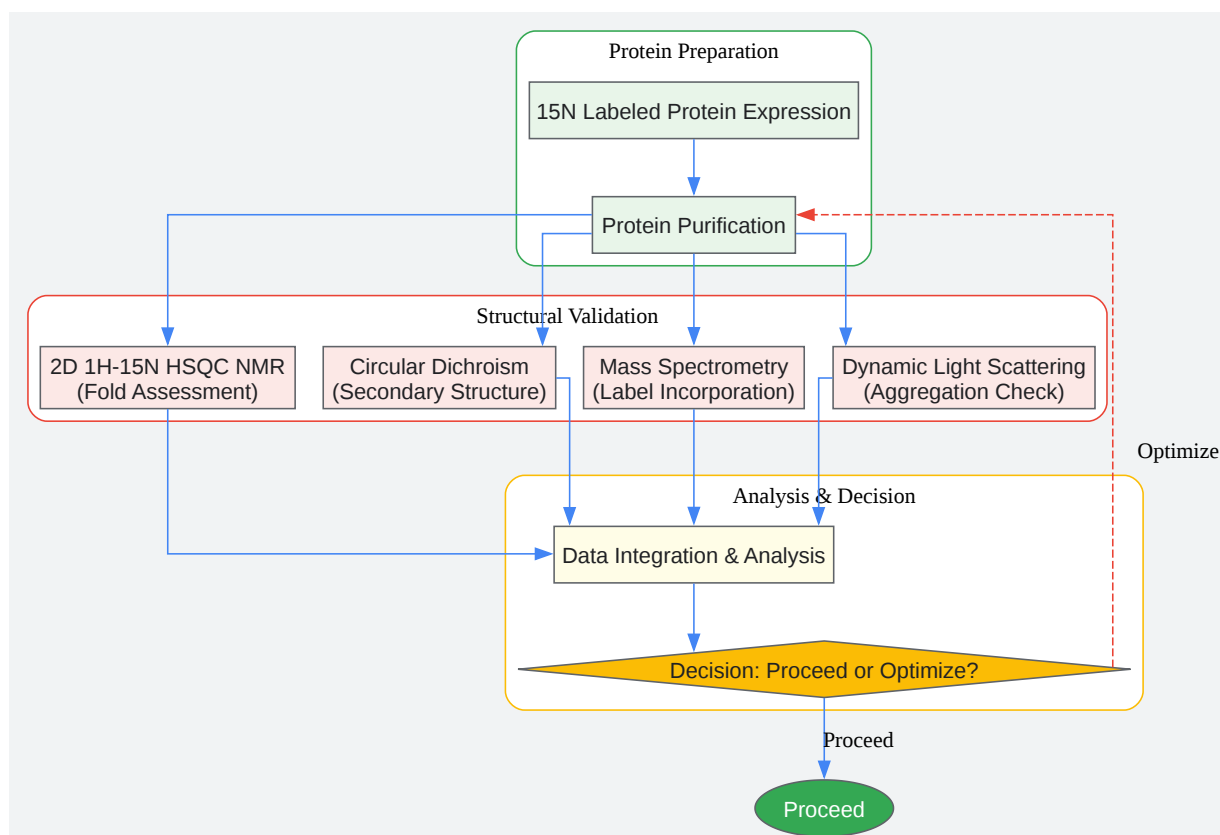 Protein Preparation
15N Labeled Protein Expression
Protein Purification
Structural Validation
2D 1H-15N HSQC NMR
(Fold Assessment)
Circular Dichroism
(Secondary Structure)
Mass Spectrometry
(Label Incorporation)
Dynamic Light Scattering
(Aggregation Check)
Optimize
Analysis & Decision
Data Integration & Analysis
Decision: Proceed or Optimize?
Proceed
Proceed